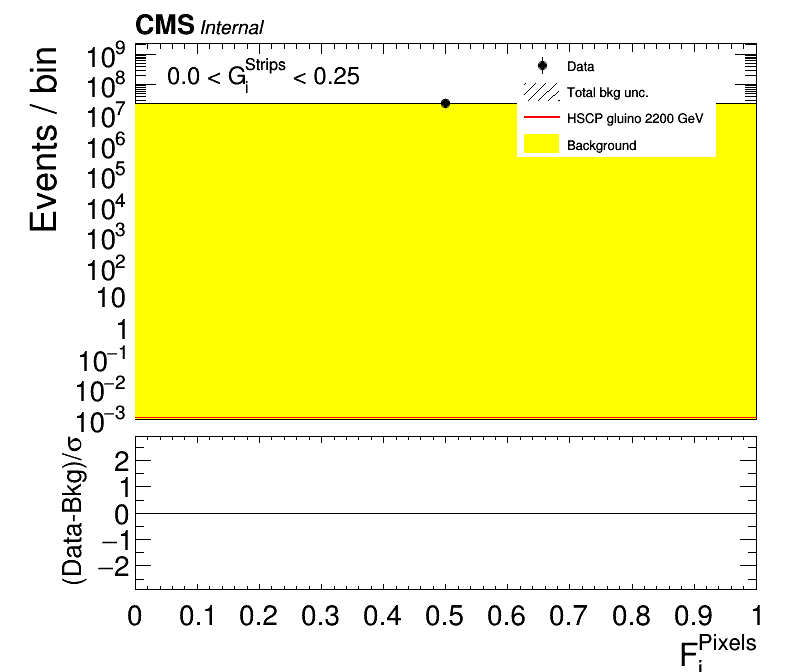 CMS Internal
Events / bin
10⁹
10⁸
10⁷
10⁶
10⁵
10⁴
10³
10²
10
1
10⁻¹
10⁻²
10⁻³
0.0 < G_i^Strips < 0.25
Data
Total bkg unc.
HSCP gluino 2200 GeV
Background
(Data-Bkg)/σ
2
1
0
−1
−2
0 0.1 0.2 0.3 0.4 0.5 0.6 0.7 0.8 0.9 1
F_i^Pixels